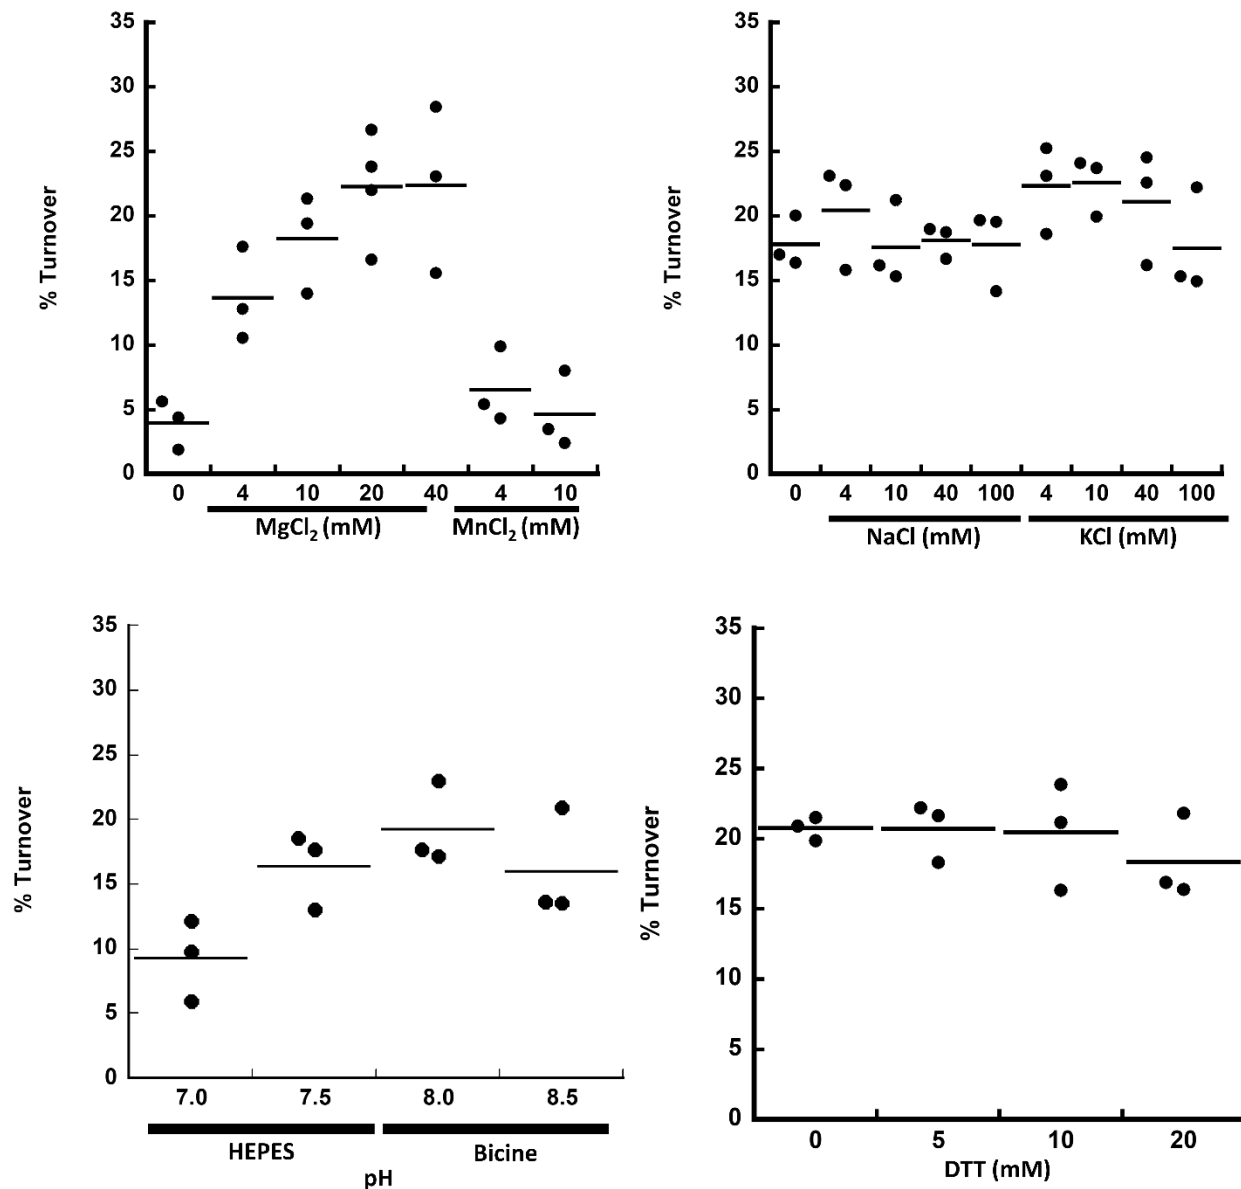 35
30
25
20
15
10
5
0
% Turnover
0 4 10 20 40 4 10
MgCl₂ (mM) MnCl₂ (mM)
35
30
25
20
15
10
5
0
% Turnover
0 4 10 40 100 4 10 40 100
NaCl (mM) KCl (mM)
35
30
25
20
15
10
5
0
% Turnover
7.0 7.5 8.0 8.5
HEPES Bicine
pH
35
30
25
20
15
10
5
0
% Turnover
0 5 10 20
DTT (mM)